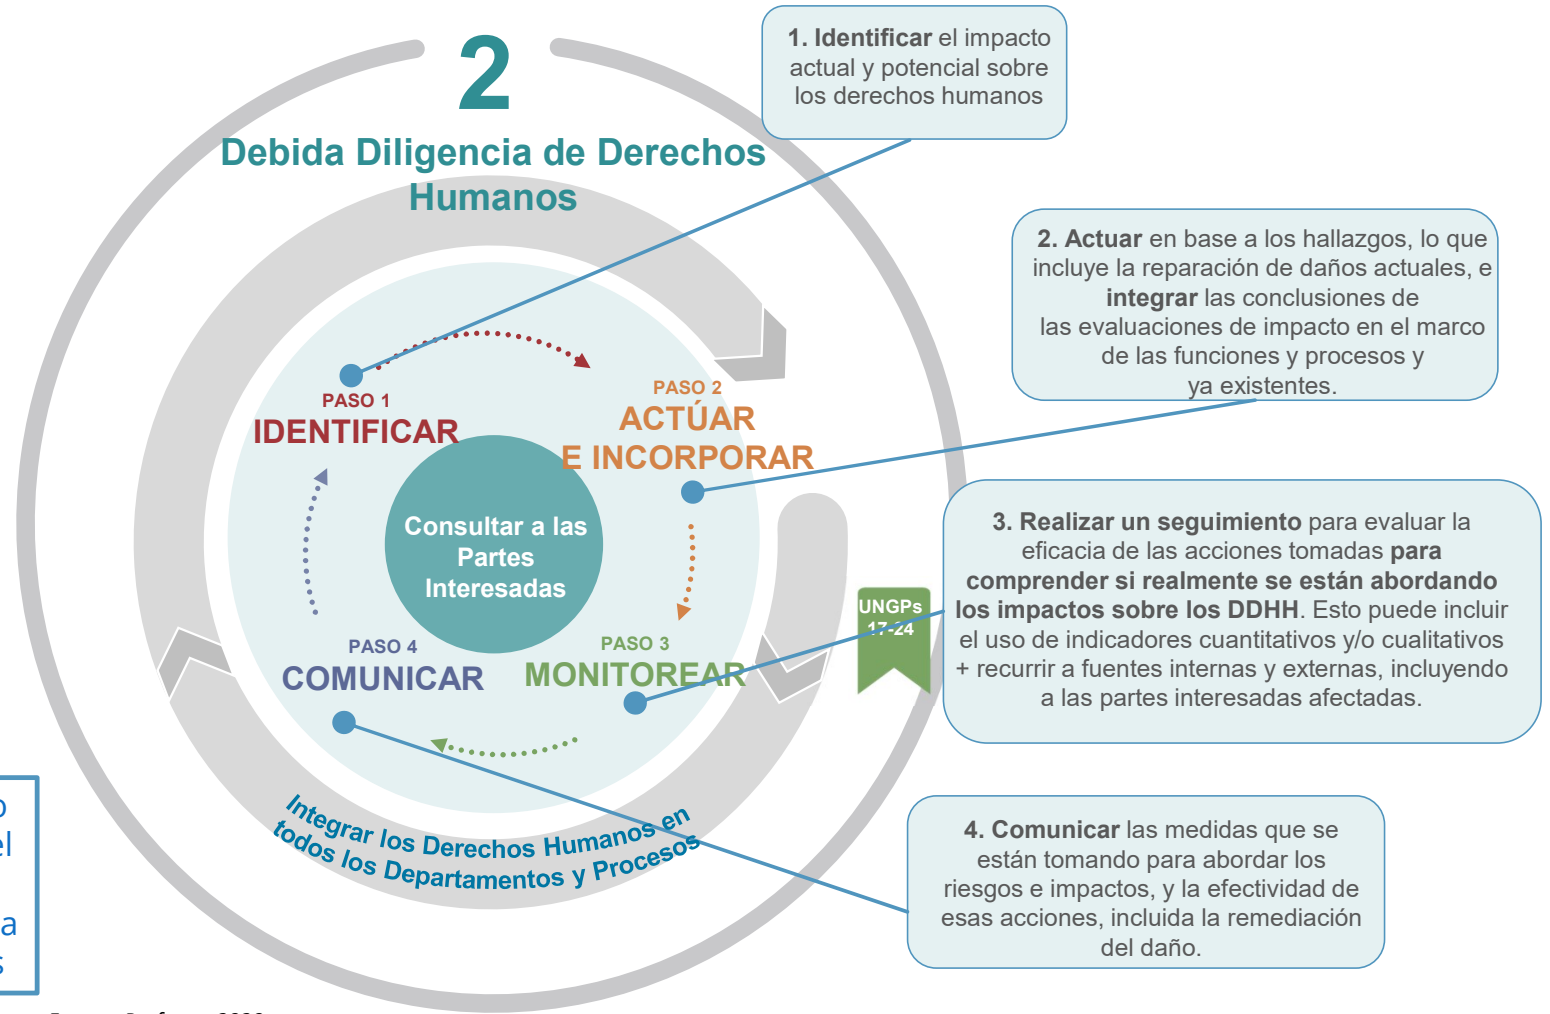 2
Debida Diligencia de Derechos
Humanos
1. Identificar el impacto
actual y potencial sobre
los derechos humanos
2. Actuar en base a los hallazgos, lo que
incluye la reparación de daños actuales, e
integrar las conclusiones de
las evaluaciones de impacto en el marco
de las funciones y procesos y
ya existentes.
PASO 1
IDENTIFICAR
PASO 2
ACTÚAR
E INCORPORAR
Consultar a las
Partes
Interesadas
3. Realizar un seguimiento para evaluar la
eficacia de las acciones tomadas para
comprender si realmente se están abordando
los impactos sobre los DDHH. Esto puede incluir
el uso de indicadores cuantitativos y/o cualitativos
+ recurrir a fuentes internas y externas, incluyendo
a las partes interesadas afectadas.
UNGPs
17-24
PASO 4
COMUNICAR
PASO 3
MONITOREAR
Integrar los Derechos Humanos en
todos los Departamentos y Procesos
4. Comunicar las medidas que se
están tomando para abordar los
riesgos e impactos, y la efectividad de
esas acciones, incluida la remediación
del daño.